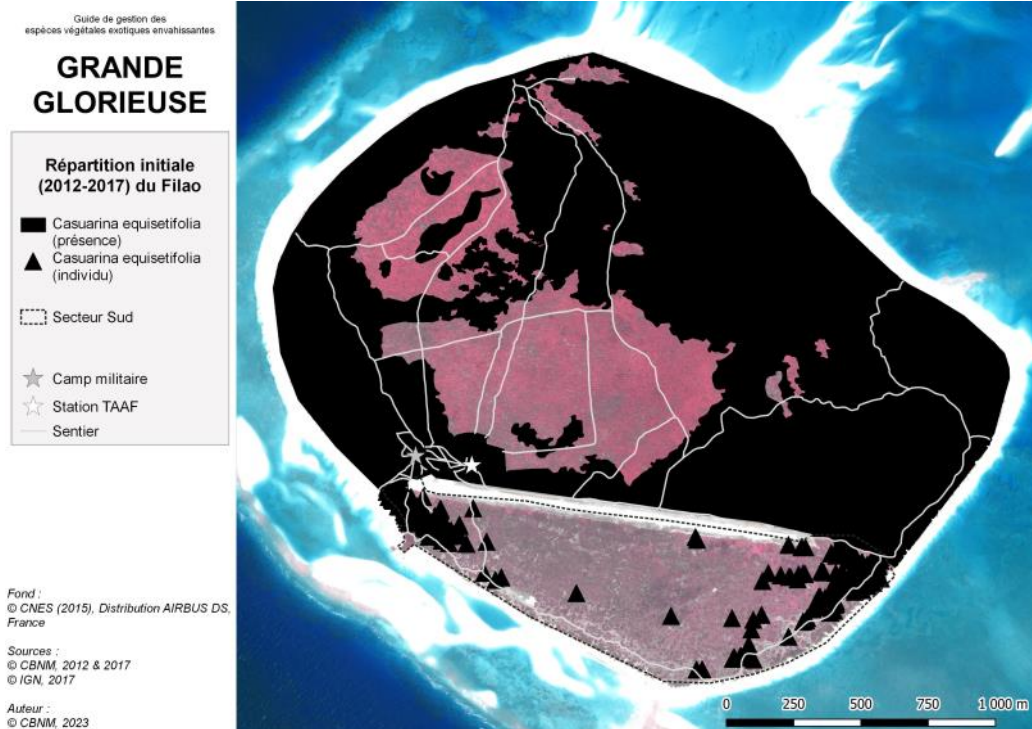 Guide de gestion des
espèces végétales exotiques envahissantes
GRANDE
GLORIEUSE
Répartition initiale
(2012-2017) du Filao
Casuarina equisetifolia
(présence)
Casuarina equisetifolia
(individu)
Secteur Sud
Camp militaire
Station TAAF
Sentier
Fond :
© CNES (2015), Distribution AIRBUS DS,
France
Sources :
© CBNM, 2012 & 2017
© IGN, 2017
Auteur :
© CBNM, 2023
0 250 500 750 1 000 m